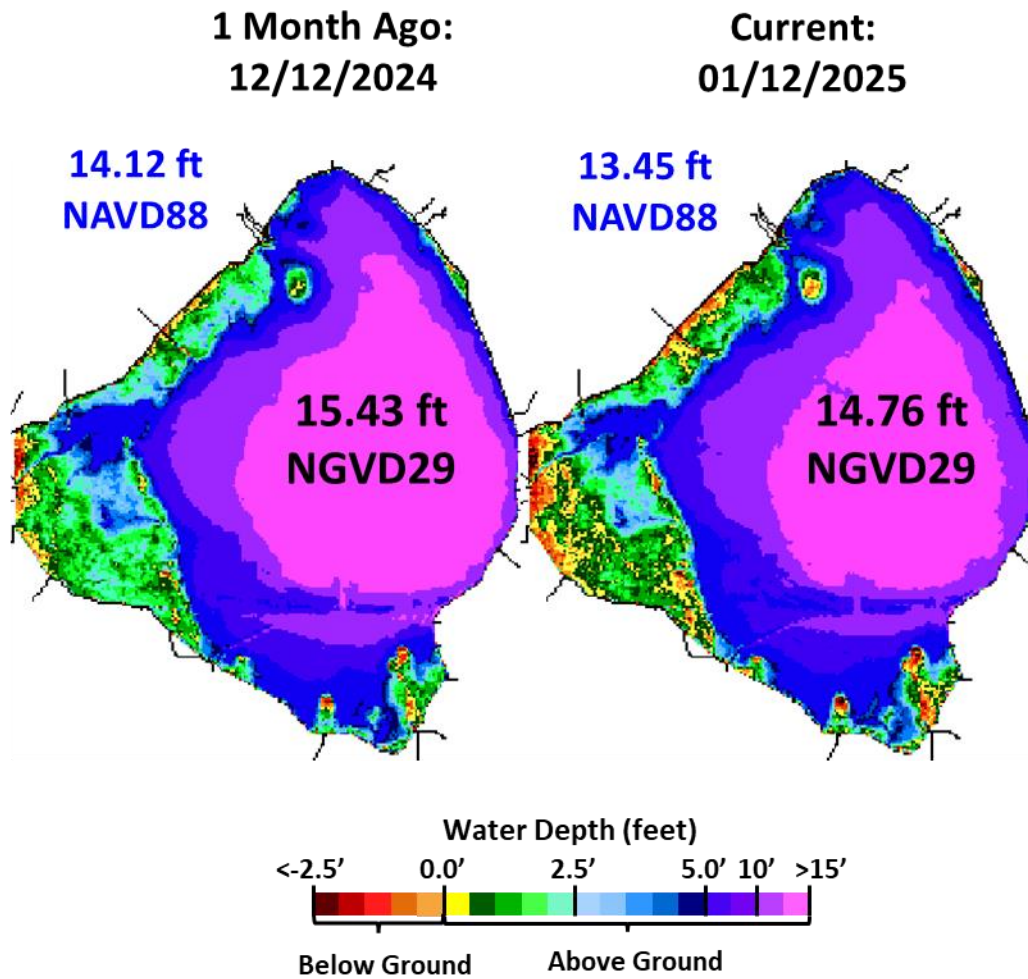 1 Month Ago:
12/12/2024
Current:
01/12/2025
14.12 ft
NAVD88
13.45 ft
NAVD88
15.43 ft
NGVD29
14.76 ft
NGVD29
Water Depth (feet)
<-2.5’ 0.0’ 2.5’ 5.0’ 10’ >15’
Below Ground Above Ground